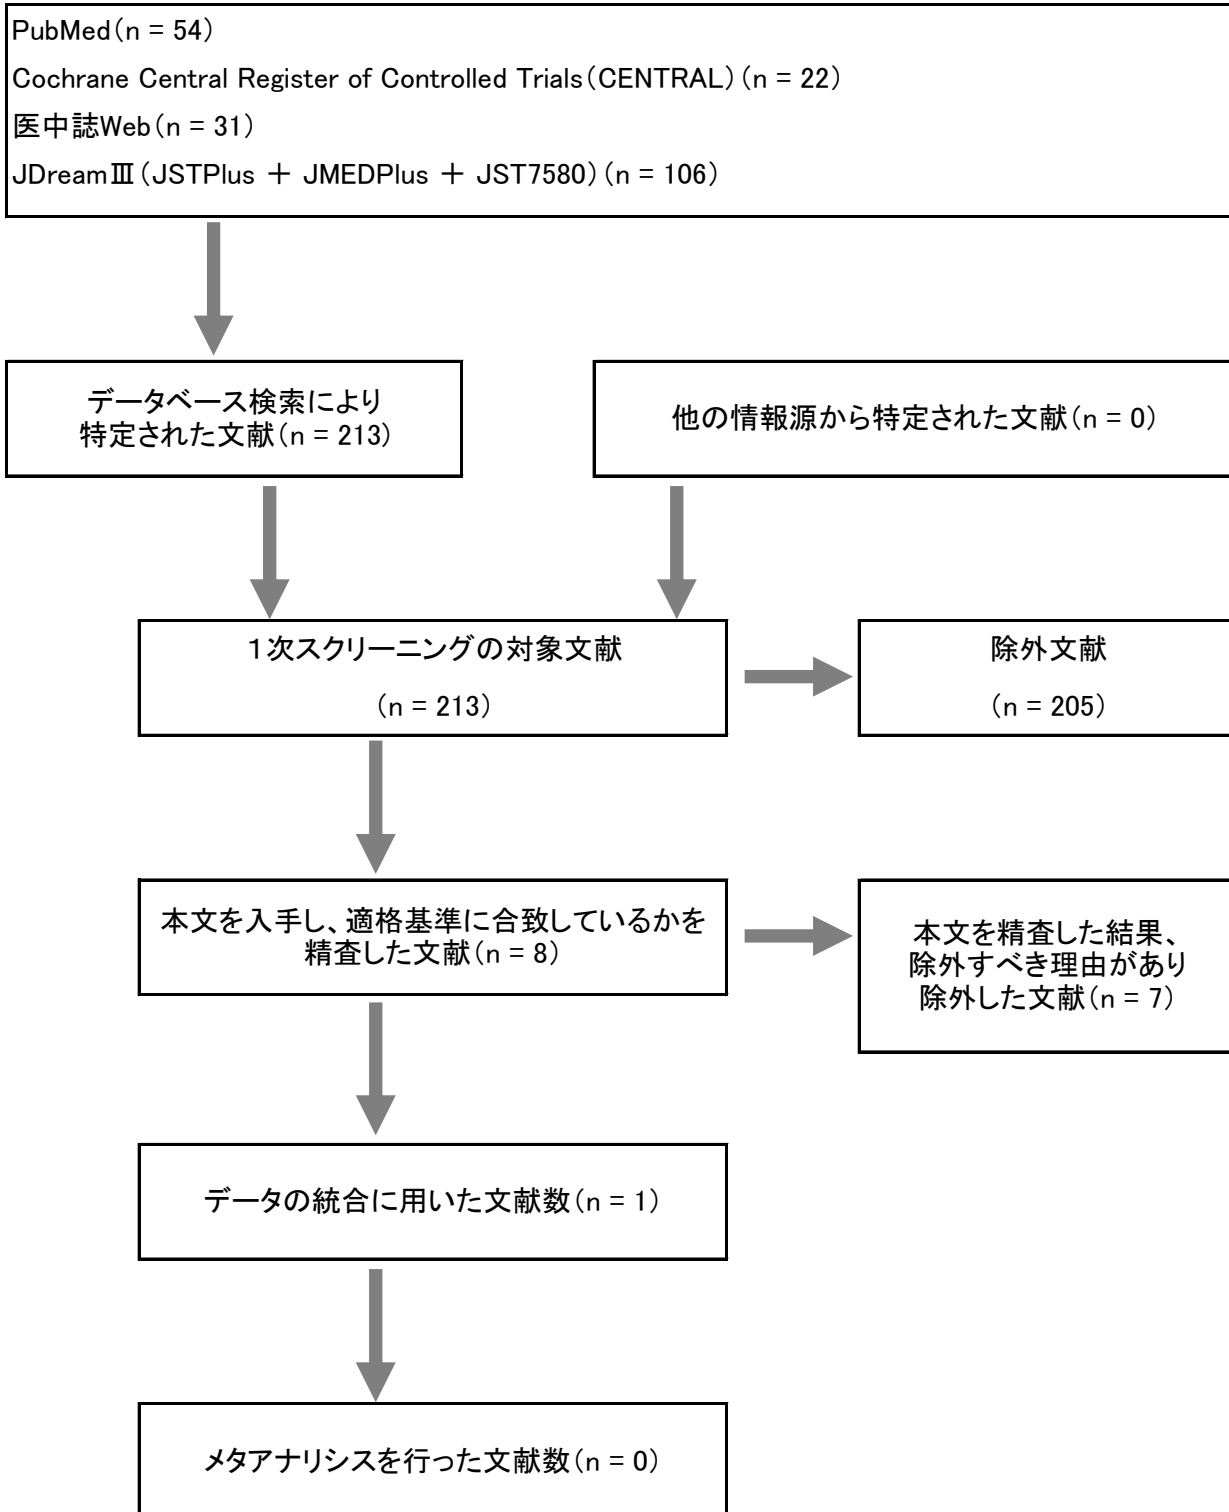 PubMed（n = 54）
Cochrane Central Register of Controlled Trials（CENTRAL）（n = 22）
医中誌Web（n = 31）
JDreamⅢ（JSTPlus ＋ JMEDPlus ＋ JST7580）（n = 106）
データベース検索により
特定された文献（n = 213）
他の情報源から特定された文献（n = 0）
１次スクリーニングの対象文献
（n = 213）
除外文献
（n = 205）
本文を入手し、適格基準に合致しているかを
精査した文献（n = 8）
本文を精査した結果、
除外すべき理由があり
除外した文献（n = 7）
データの統合に用いた文献数（n = 1）
メタアナリシスを行った文献数（n = 0）